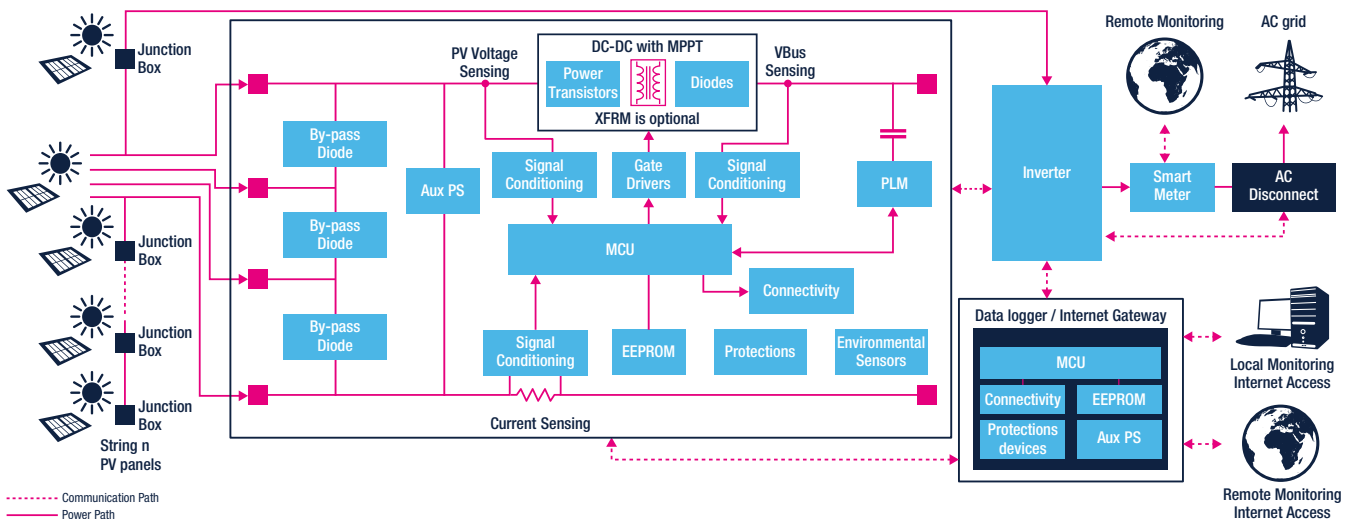 Junction
Box
PV Voltage
Sensing
DC-DC with MPPT
Power
Transistors
Diodes
XFRM is optional
VBus
Sensing
Remote Monitoring
AC grid
By-pass
Diode
Aux PS
Signal
Conditioning
Gate
Drivers
Signal
Conditioning
PLM
Inverter
Smart
Meter
AC
Disconnect
Junction
Box
By-pass
Diode
MCU
Connectivity
Junction
Box
By-pass
Diode
Signal
Conditioning
EEPROM
Protections
Environmental
Sensors
Junction
Box
Current Sensing
String n
PV panels
Data logger / Internet Gateway
MCU
Connectivity
EEPROM
Protections
devices
Aux PS
Local Monitoring
Internet Access
Remote Monitoring
Internet Access
Communication Path
Power Path